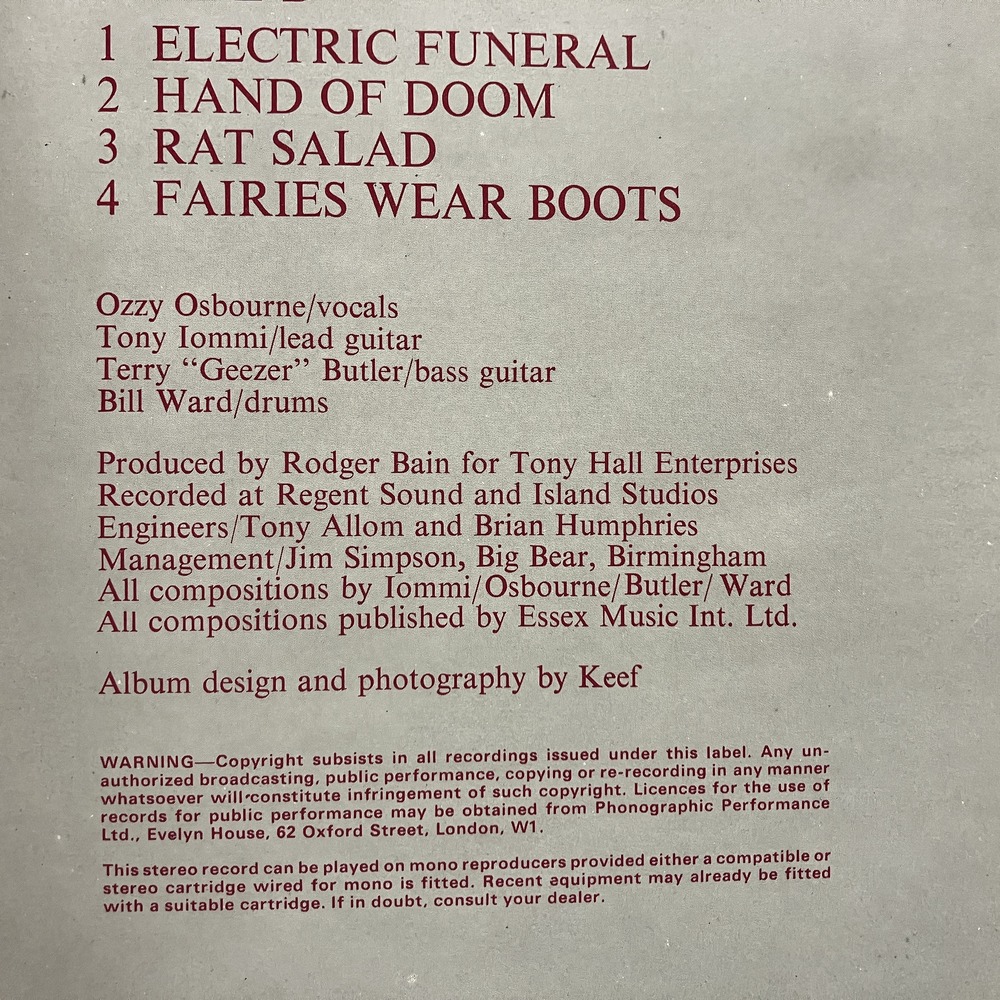 1 ELECTRIC FUNERAL
2 HAND OF DOOM
3 RAT SALAD
4 FAIRIES WEAR BOOTS
Ozzy Osbourne/vocals
Tony Iommi/lead guitar
Terry “Geezer” Butler/bass guitar
Bill Ward/drums
Produced by Rodger Bain for Tony Hall Enterprises
Recorded at Regent Sound and Island Studios
Engineers/Tony Allom and Brian Humphries
Management/Jim Simpson, Big Bear, Birmingham
All compositions by Iommi/Osbourne/Butler/Ward
All compositions published by Essex Music Int. Ltd.
Album design and photography by Keef
WARNING—Copyright subsists in all recordings issued under this label. Any un-
authorized broadcasting, public performance, copying or re-recording in any manner
whatsoever will constitute infringement of such copyright. Licences for the use of
records for public performance may be obtained from Phonographic Performance
Ltd., Evelyn House, 62 Oxford Street, London, W1.
This stereo record can be played on mono reproducers provided either a compatible or
stereo cartridge wired for mono is fitted. Recent equipment may already be fitted
with a suitable cartridge. If in doubt, consult your dealer.